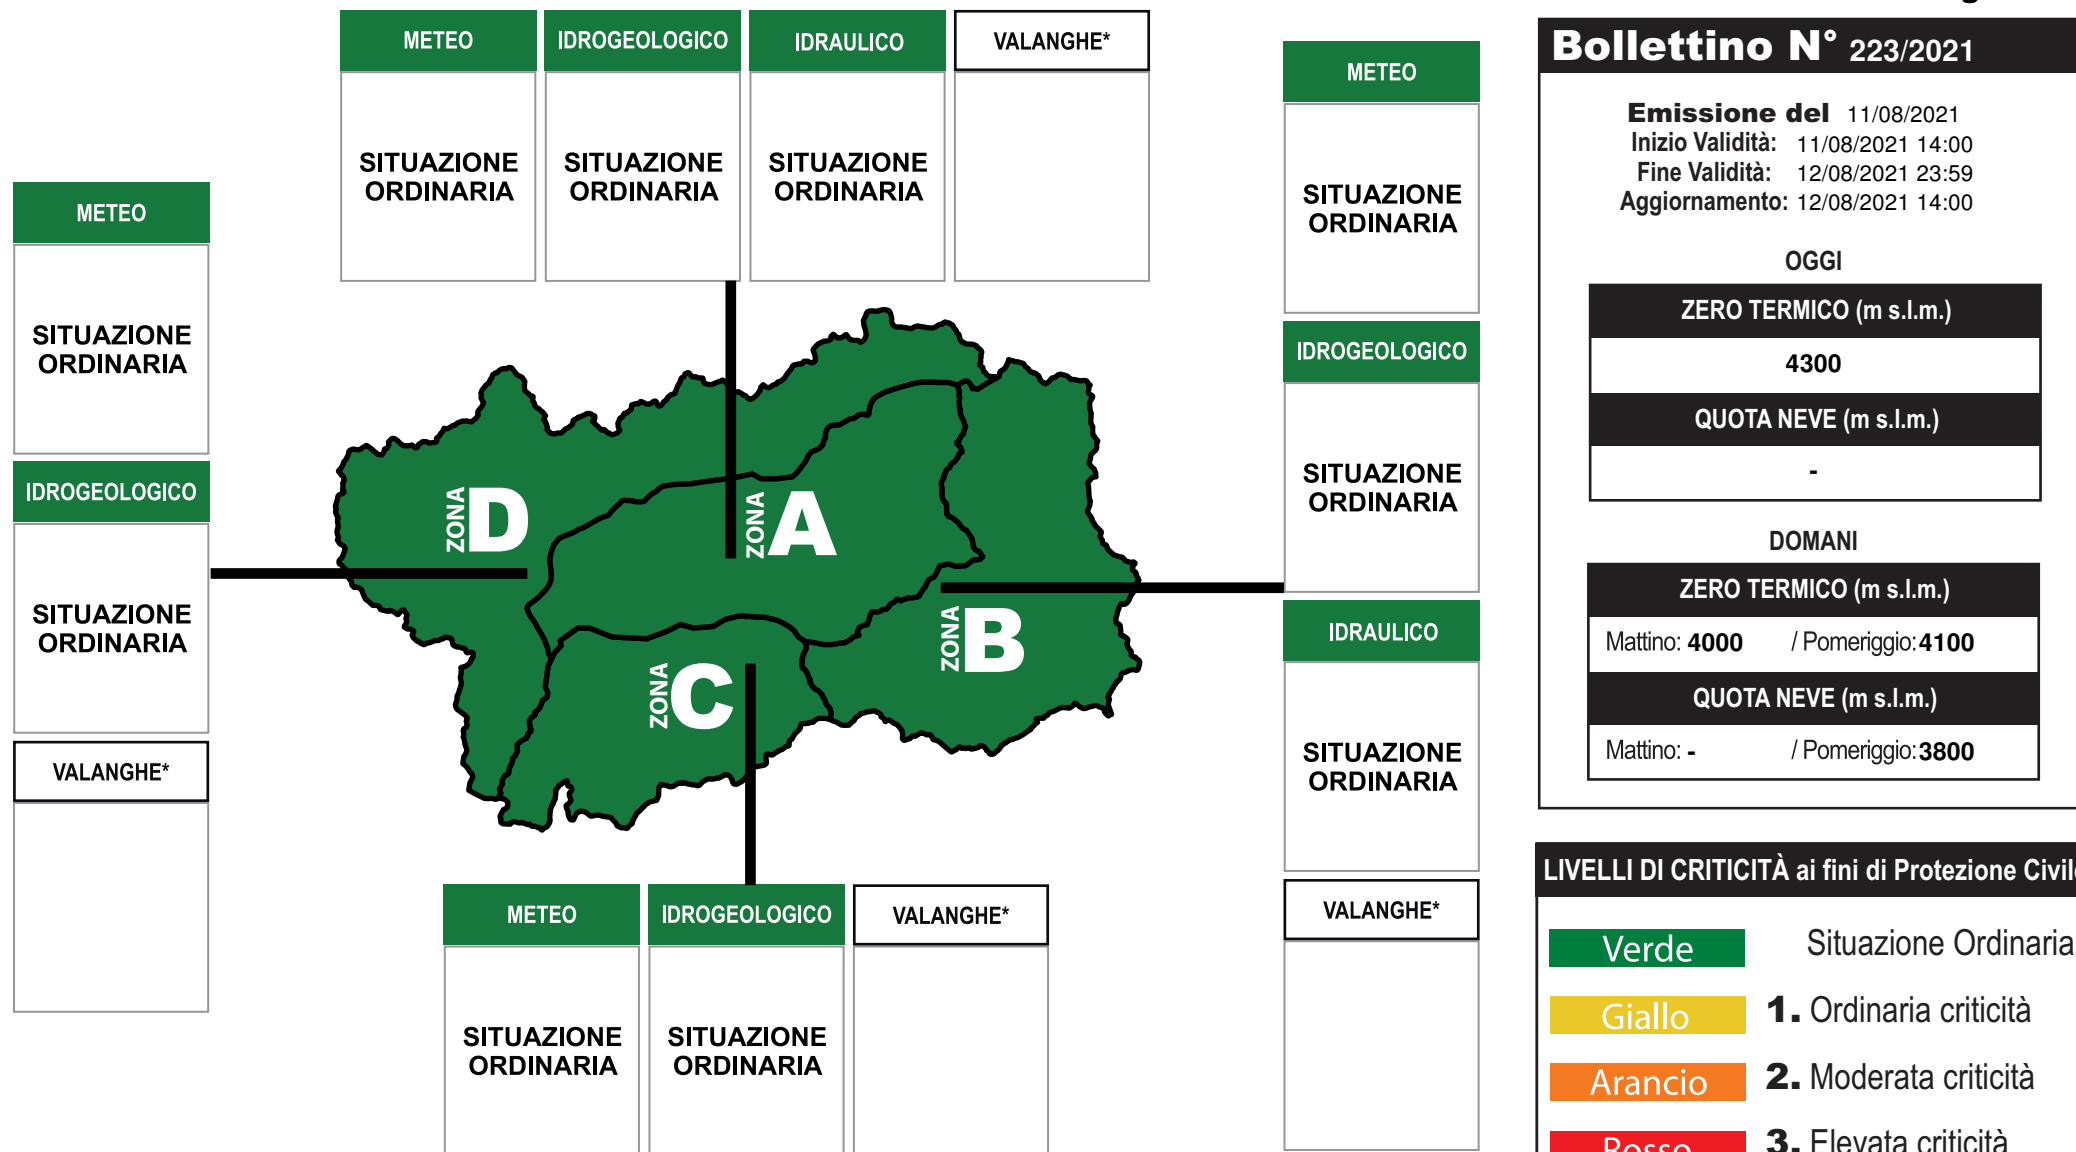 METEO
IDROGEOLOGICO
IDRAULICO
VALANGHE*
SITUAZIONE
ORDINARIA
SITUAZIONE
ORDINARIA
SITUAZIONE
ORDINARIA
METEO
SITUAZIONE
ORDINARIA
IDROGEOLOGICO
SITUAZIONE
ORDINARIA
VALANGHE*
ZONA D
ZONA A
ZONA B
ZONA C
METEO
SITUAZIONE
ORDINARIA
IDROGEOLOGICO
SITUAZIONE
ORDINARIA
IDRAULICO
SITUAZIONE
ORDINARIA
VALANGHE*
METEO
IDROGEOLOGICO
VALANGHE*
SITUAZIONE
ORDINARIA
SITUAZIONE
ORDINARIA
Bollettino N° 223/2021
Emissione del 11/08/2021
Inizio Validità: 11/08/2021 14:00
Fine Validità: 12/08/2021 23:59
Aggiornamento: 12/08/2021 14:00
OGGI
ZERO TERMICO (m s.l.m.)
4300
QUOTA NEVE (m s.l.m.)
-
DOMANI
ZERO TERMICO (m s.l.m.)
Mattino: 4000 / Pomeriggio: 4100
QUOTA NEVE (m s.l.m.)
Mattino: - / Pomeriggio: 3800
LIVELLI DI CRITICITÀ ai fini di Protezione Civile
Verde Situazione Ordinaria
Giallo 1. Ordinaria criticità
Arancio 2. Moderata criticità
Rosso 3. Elevata criticità